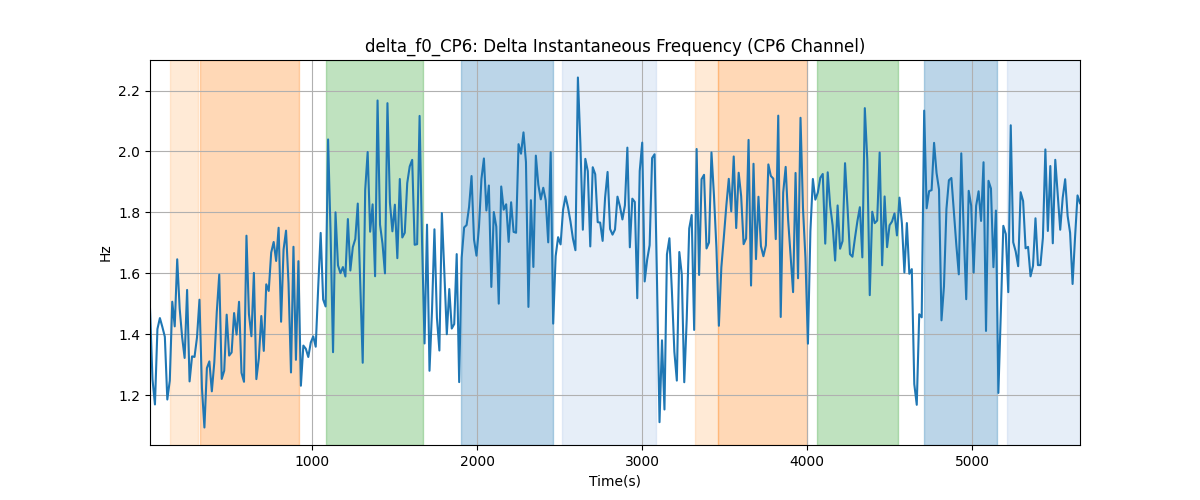 delta_f0_CP6: Delta Instantaneous Frequency (CP6 Channel)
2.2
2.0
1.8
1.6
1.4
1.2
Hz
1000 2000 3000 4000 5000
Time(s)